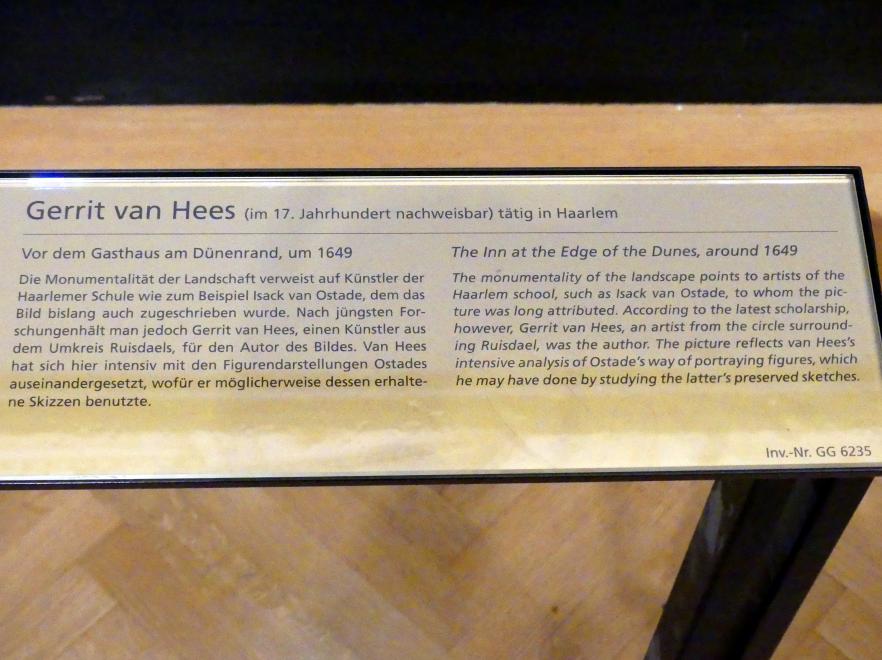 Gerrit van Hees (im 17. Jahrhundert nachweisbar) tätig in Haarlem
Vor dem Gasthaus am Dünenrand, um 1649
Die Monumentalität der Landschaft verweist auf Künstler der
Haarlemer Schule wie zum Beispiel Isack van Ostade, dem das
Bild bislang auch zugeschrieben wurde. Nach jüngsten For-
schungenhält man jedoch Gerrit van Hees, einen Künstler aus
dem Umkreis Ruisdaels, für den Autor des Bildes. Van Hees
hat sich hier intensiv mit den Figurendarstellungen Ostades
auseinandergesetzt, wofür er möglicherweise dessen erhalte-
ne Skizzen benutzte.
The Inn at the Edge of the Dunes, around 1649
The monumentality of the landscape points to artists of the
Haarlem school, such as Isack van Ostade, to whom the pic-
ture was long attributed. According to the latest scholarship,
however, Gerrit van Hees, an artist from the circle surround-
ing Ruisdael, was the author. The picture reflects van Hees's
intensive analysis of Ostade's way of portraying figures, which
he may have done by studying the latter's preserved sketches.
Inv.-Nr. GG 6235